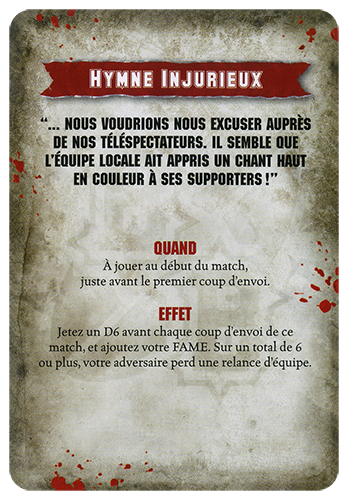 HYMNE INJURIEUX
“... NOUS VOUDRIONS NOUS EXCUSER AUPRÈS
DE NOS TÉLÉSPECTATEURS. IL SEMBLE QUE
L’ÉQUIPE LOCALE AIT APPRIS UN CHANT HAUT
EN COULEUR À SES SUPPORTERS !”
QUAND
À jouer au début du match,
juste avant le premier coup d’envoi.
EFFET
Jetez un D6 avant chaque coup d’envoi de ce
match, et ajoutez votre FAME. Sur un total de 6
ou plus, votre adversaire perd une relance d’équipe.